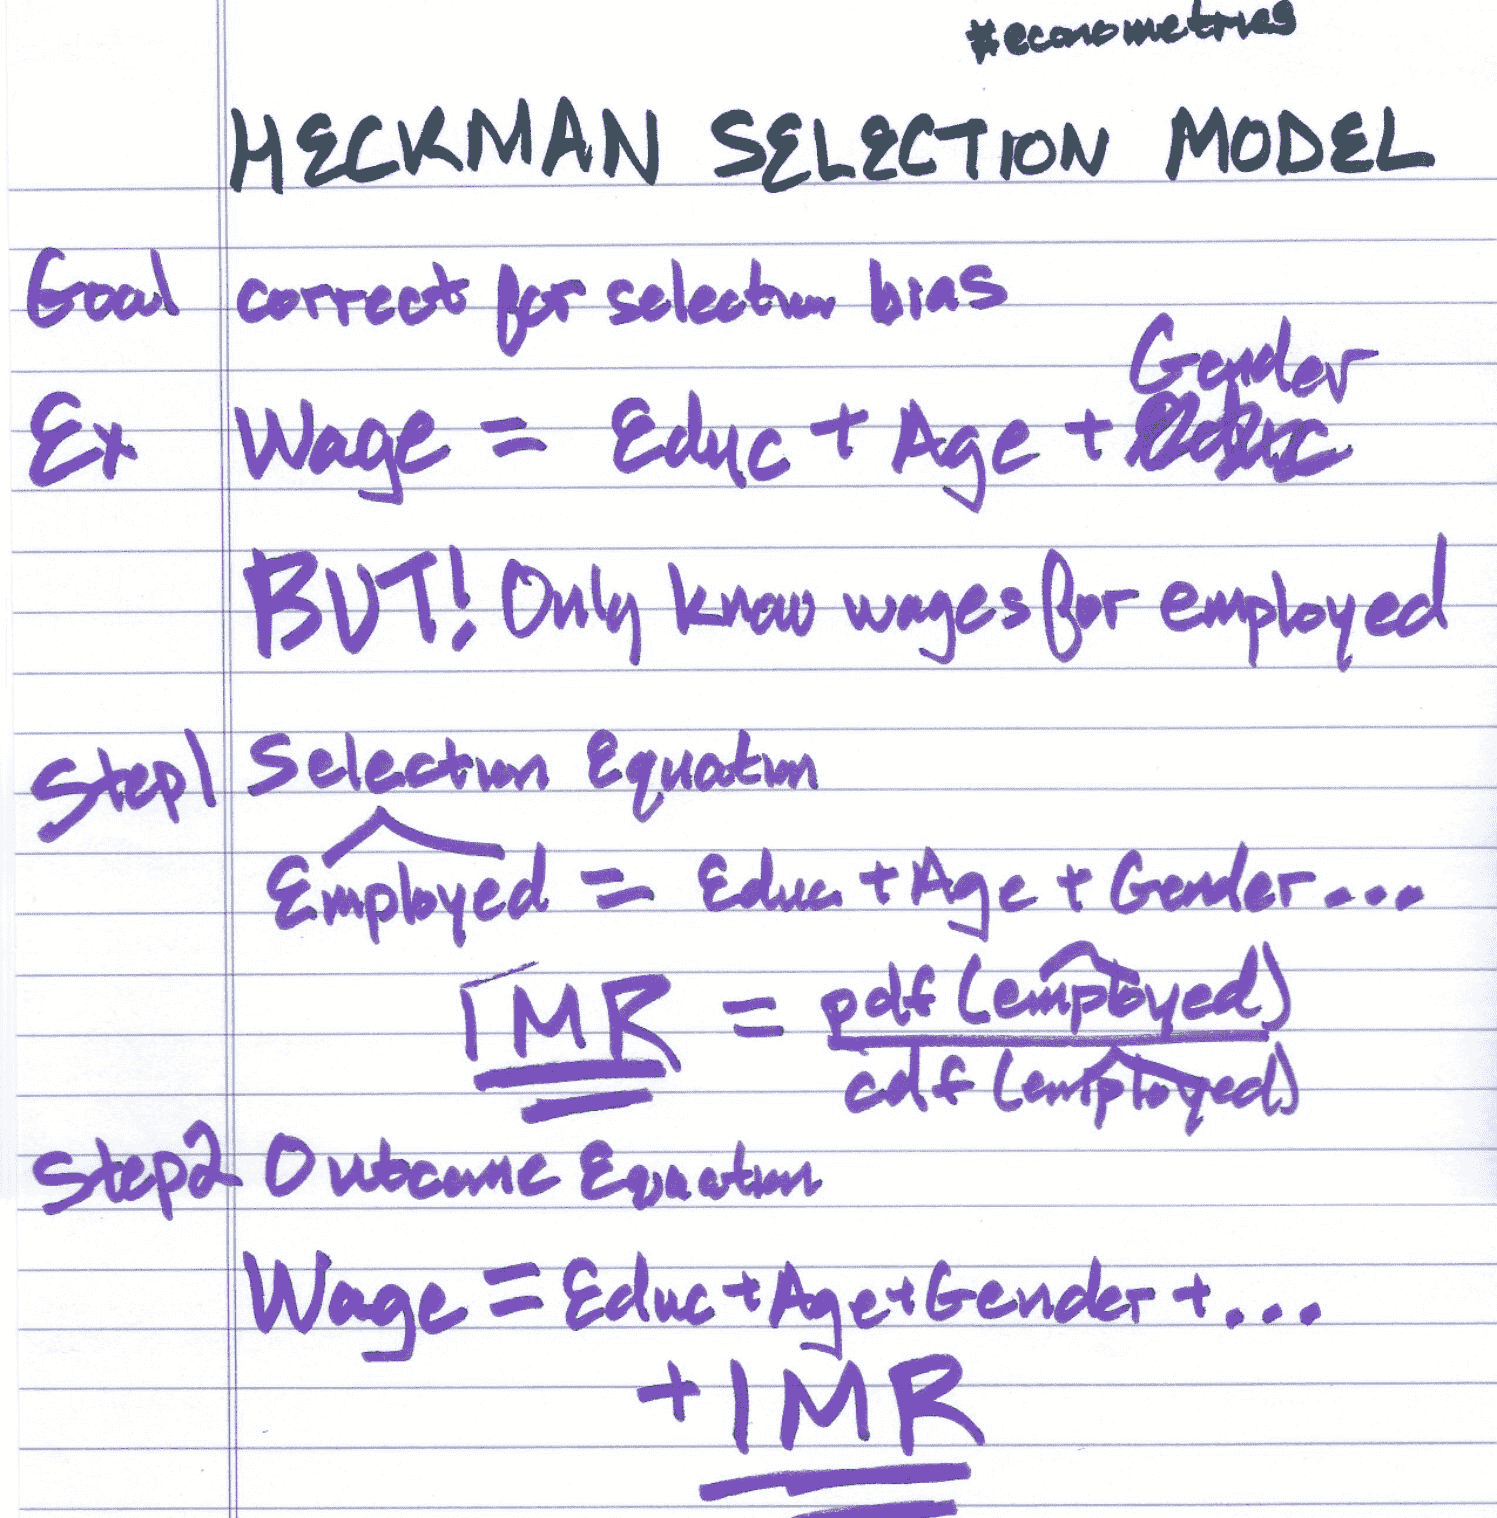 #econometrics
HECKMAN SELECTION MODEL
Goal correct for selection bias
Gender
Ex Wage = Educ + Age +
BUT! Only know wages for employed
Step1 Selection Equation
Employed = Educ + Age + Gender...
IMR = pdf (employed)
cdf (employed)
Step2 Outcome Equation
Wage = Educ + Age + Gender + ...
+ IMR